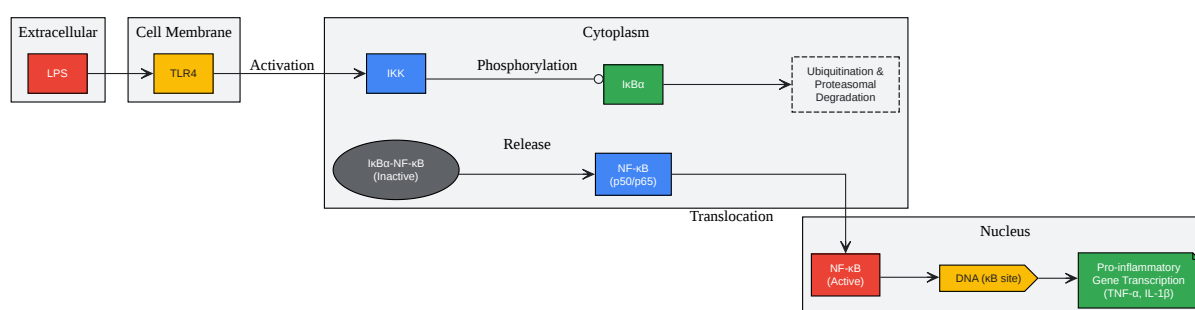 Extracellular
LPS
Cell Membrane
TLR4
Activation
Cytoplasm
IKK
Phosphorylation
IκBα
Ubiquitination &
Proteasomal
Degradation
IκBα-NF-κB
(Inactive)
Release
NF-κB
(p50/p65)
Translocation
Nucleus
NF-κB
(Active)
DNA (κB site)
Pro-inflammatory
Gene Transcription
(TNF-α, IL-1β)